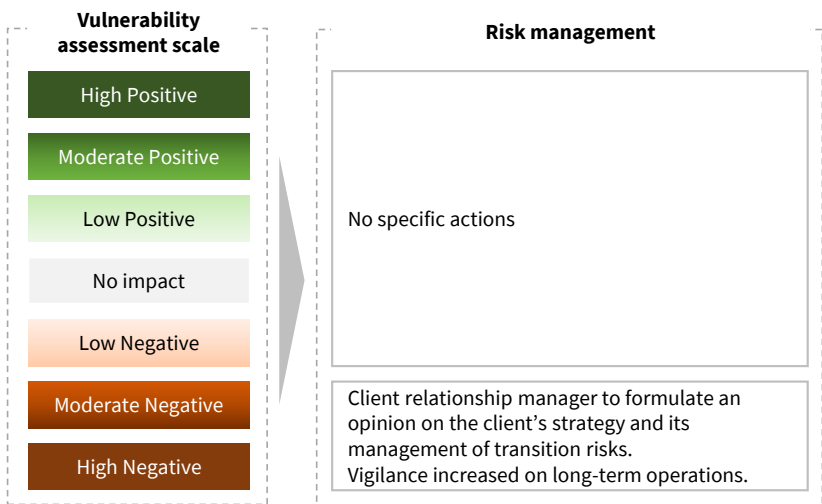 Vulnerability
assessment scale
High Positive
Moderate Positive
Low Positive
No impact
Low Negative
Moderate Negative
High Negative
Risk management
No specific actions
Client relationship manager to formulate an
opinion on the client’s strategy and its
management of transition risks.
Vigilance increased on long-term operations.